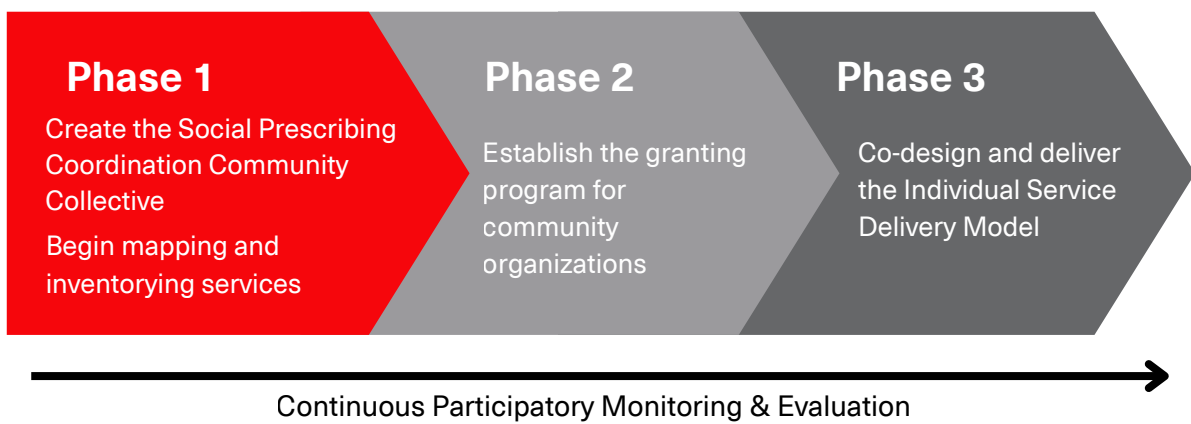 Phase 1
Create the Social Prescribing
Coordination Community
Collective
Begin mapping and
inventorying services
Phase 2
Establish the granting
program for
community
organizations
Phase 3
Co-design and deliver
the Individual Service
Delivery Model
Continuous Participatory Monitoring & Evaluation